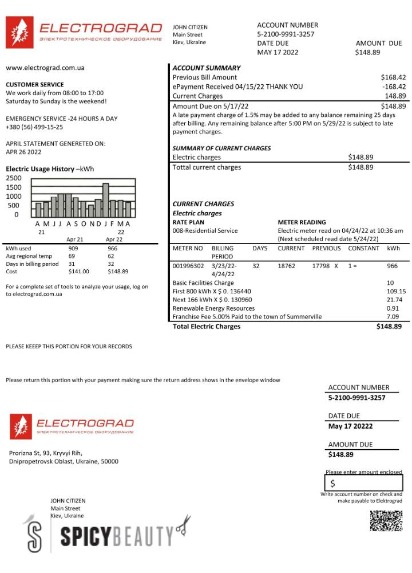 ELECTROGRAD
ЭЛЕКТРОТЕХНИЧЕСКОЕ ОБОРУДОВАНИЕ
JOHN CITIZEN
Main Street
Kiev, Ukraine
ACCOUNT NUMBER
5-2100-9991-3257
DATE DUE AMOUNT DUE
MAY 17 2022 $148.89
www.electrograd.com.ua
CUSTOMER SERVICE
We work daily from 08:00 to 17:00
Saturday to Sunday is the weekend!
EMERGENCY SERVICE -24 HOURS A DAY
+380 (56) 499-15-25
APRIL STATEMENT GENERETED ON:
APR 26 2022
Electric Usage History –kWh
2500
1500
1000
500
0
A M J J A S O N D J F M A
21 22
Apr 21 Apr 22
kWh used 909 966
Avg regional temp 69 62
Days in billing period 31 32
Cost $141.00 $148.89
For a complete set of tools to analyze your usage, log on
to electrograd.com.ua
ACCOUNT SUMMARY
Previous Bill Amount $168.42
ePayment Received 04/15/22 THANK YOU -168.42
Current Charges 148.89
Amount Due on 5/17/22 $148.89
A late payment charge of 1.5% may be added to any balance remaining 25 days
after billing. Any remaining balance after 5:00 PM on 5/29/22 is subject to late
payment charges.
SUMMARY OF CURRENT CHARGES
Electric charges $148.89
Tottal current charges $148.89
CURRENT CHARGES
Electric charges
RATE PLAN METER READING
008-Residential Service Electric meter read on 04/24/22 at 10:36 am
(Next scheduled read date 5/24/22)
METER NO BILLING PERIOD DAYS CURRENT PREVIOUS CONSTANT kWh
001996302 3/23/22-4/24/22 32 18762 17798 X 1 = 966
Basic Facilities Charge 10
First 800 kWh X $ 0. 136440 109.15
Next 166 kWh X $ 0. 130960 21.74
Renewable Energy Resources 0.91
Franchise Fee 5.00% Paid to the town of Summerville 7.09
Total Electric Charges $148.89
PLEASE KEEEP THIS PORTION FOR YOUR RECORDS
Please return this portion with your payment making sure the return address shows in the envelope window
ACCOUNT NUMBER
5-2100-9991-3257
DATE DUE
May 17 20222
AMOUNT DUE
$148.89
Please enter amount enclosed
$
Write account number on check and
make payable to Elektrograd
ELECTROGRAD
ЭЛЕКТРОТЕХНИЧЕСКОЕ ОБОРУДОВАНИЕ
Prorizna St, 93, Kryvyi Rih,
Dnipropetrovsk Oblast, Ukraine, 50000
JOHN CITIZEN
Main Street
Kiev, Ukraine
S SPICYBEAUTY